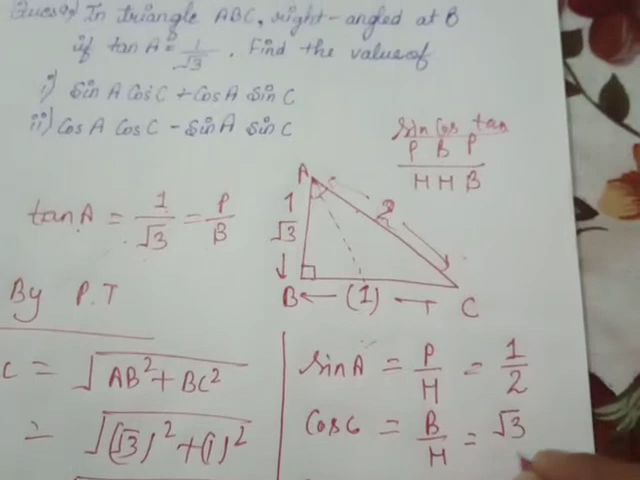 Ques 9) In triangle ABC, right-angled at B
if tan A = 1/√3 . Find the value of
i) Sin A Cos C + Cos A Sin C
ii) Cos A Cos C - Sin A Sin C
Sin Cos tan
P B P
H H B
tan A = 1/√3 = P/B
A
1
√3
2
B ← (1) → C
By P.T
C = √AB² + BC²
= √(√3)² + (1)²
Sin A = P/H = 1/2
Cos C = B/H = √3